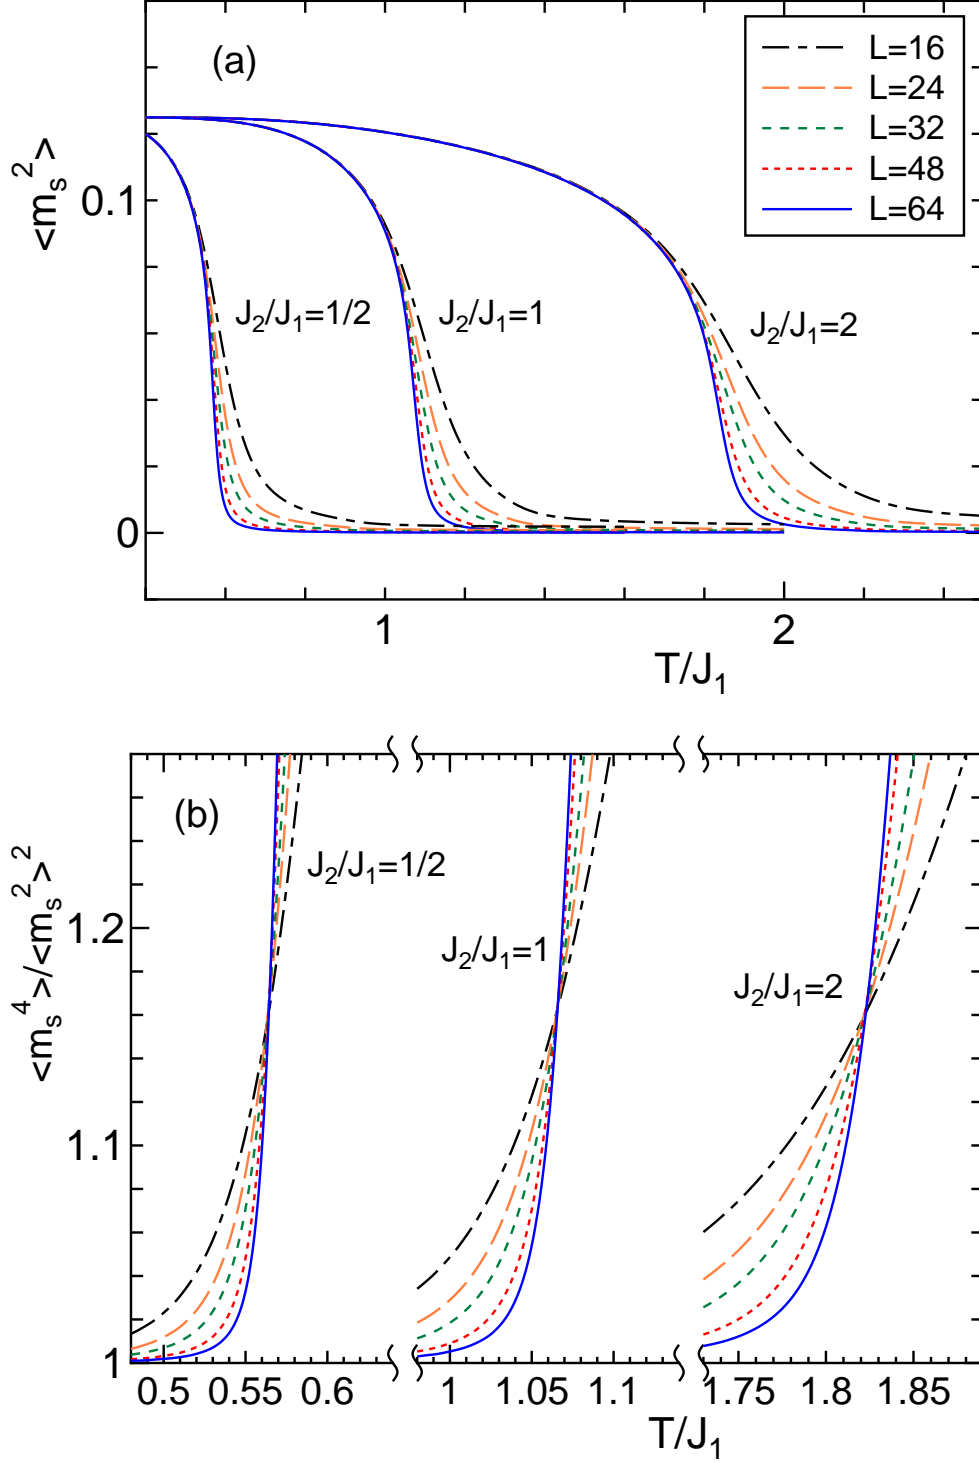 (a)
L=16
L=24
L=32
L=48
L=64
<m_s^2>
0.1
0
J_2/J_1=1/2
J_2/J_1=1
J_2/J_1=2
1
2
T/J_1
(b)
<m_s^4>/<m_s^2>^2
1.2
1.1
1
J_2/J_1=1/2
J_2/J_1=1
J_2/J_1=2
0.5 0.55 0.6 1 1.05 1.1 1.75 1.8 1.85
T/J_1